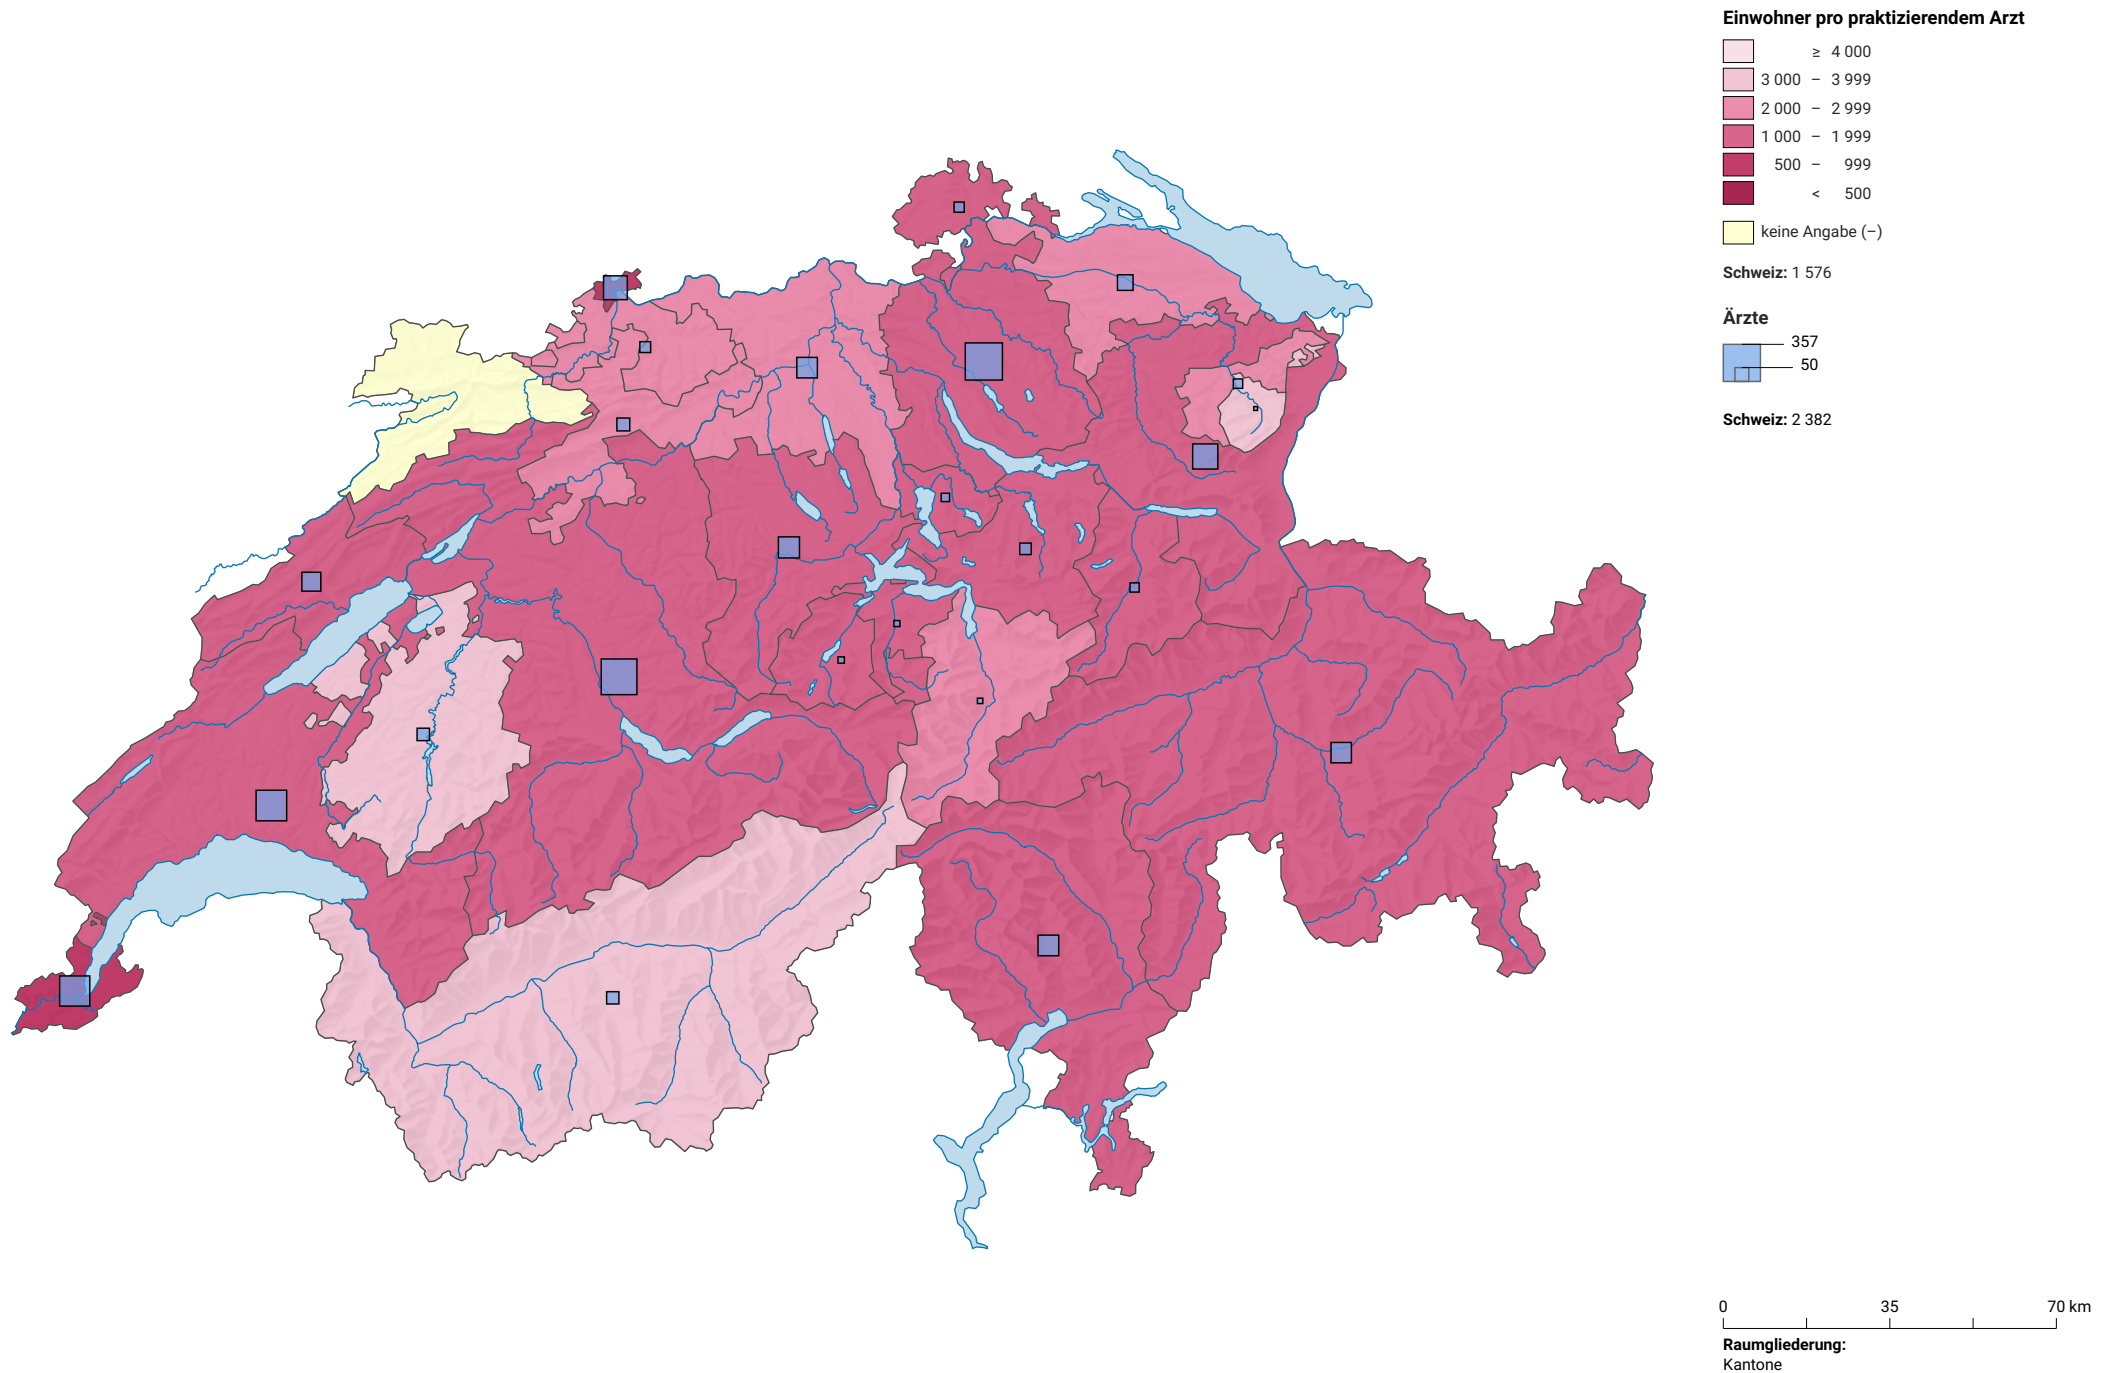 Einwohner pro praktizierendem Arzt
≥ 4 000
3 000 – 3 999
2 000 – 2 999
1 000 – 1 999
500 – 999
< 500
keine Angabe (–)
Schweiz: 1 576
Ärzte
357
50
Schweiz: 2 382
0 35 70 km
Raumgliederung:
Kantone